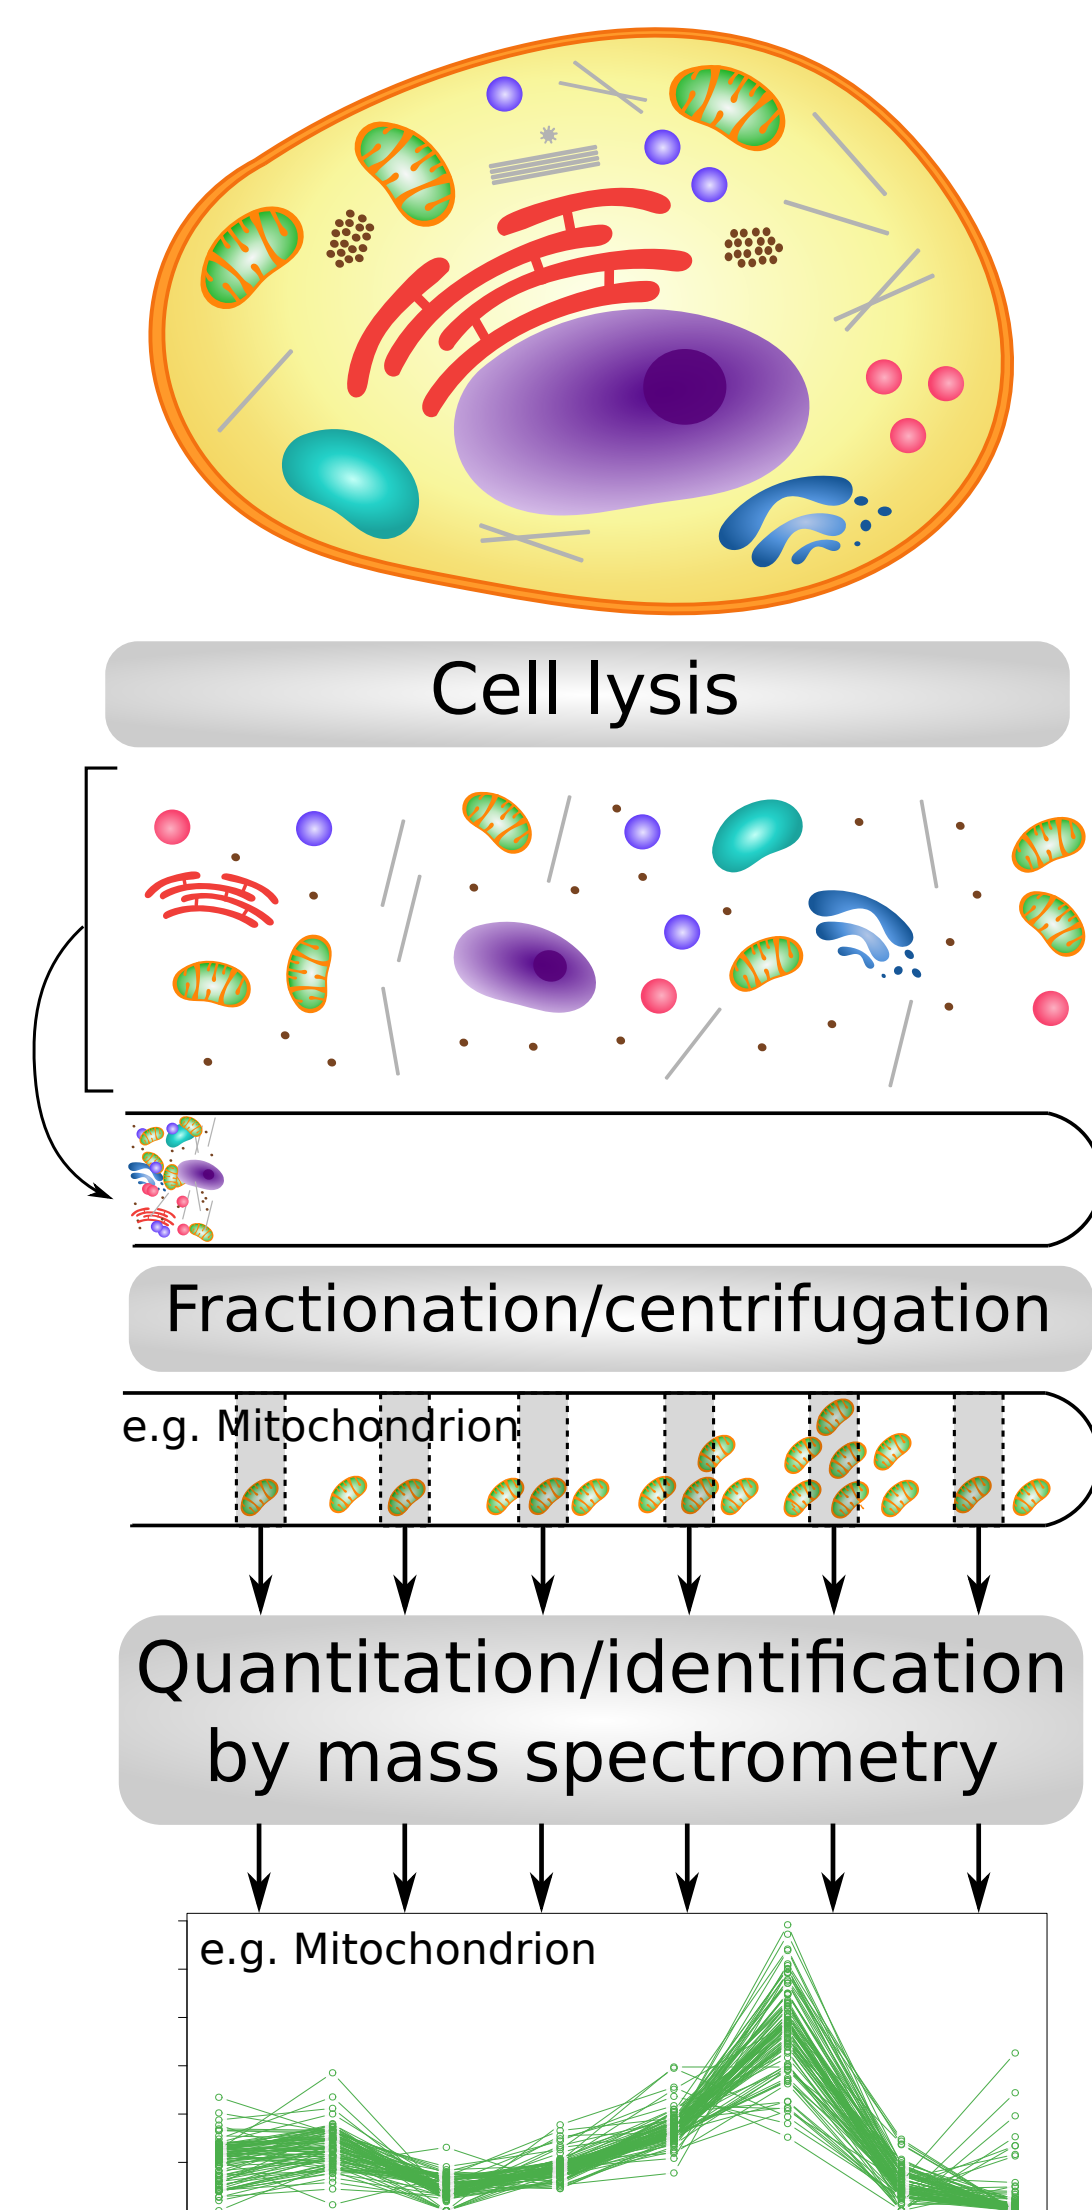 Cell lysis
Fractionation/centrifugation
e.g. Mitochondrion
Quantitation/identification
by mass spectrometry
e.g. Mitochondrion